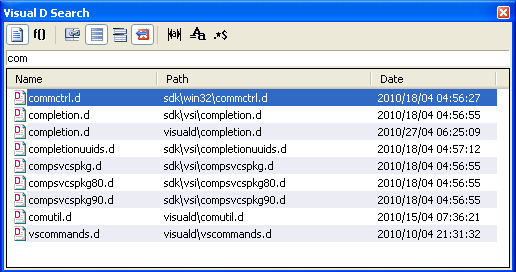 Visual D Search
f()
.*$
com
Name Path Date
commctrl.d sdk\win32\commctrl.d 2010/18/04 04:56:27
completion.d sdk\vsi\completion.d 2010/18/04 04:56:55
completion.d visuald\completion.d 2010/27/04 06:25:09
completionuuids.d sdk\vsi\completionuuids.d 2010/18/04 04:57:12
compsvcspkg.d sdk\vsi\compsvcspkg.d 2010/18/04 04:56:55
compsvcspkg80.d sdk\vsi\compsvcspkg80.d 2010/18/04 04:56:55
compsvcspkg90.d sdk\vsi\compsvcspkg90.d 2010/18/04 04:56:55
comutil.d visuald\comutil.d 2010/15/04 07:36:21
vscommands.d visuald\vscommands.d 2010/10/04 21:31:32